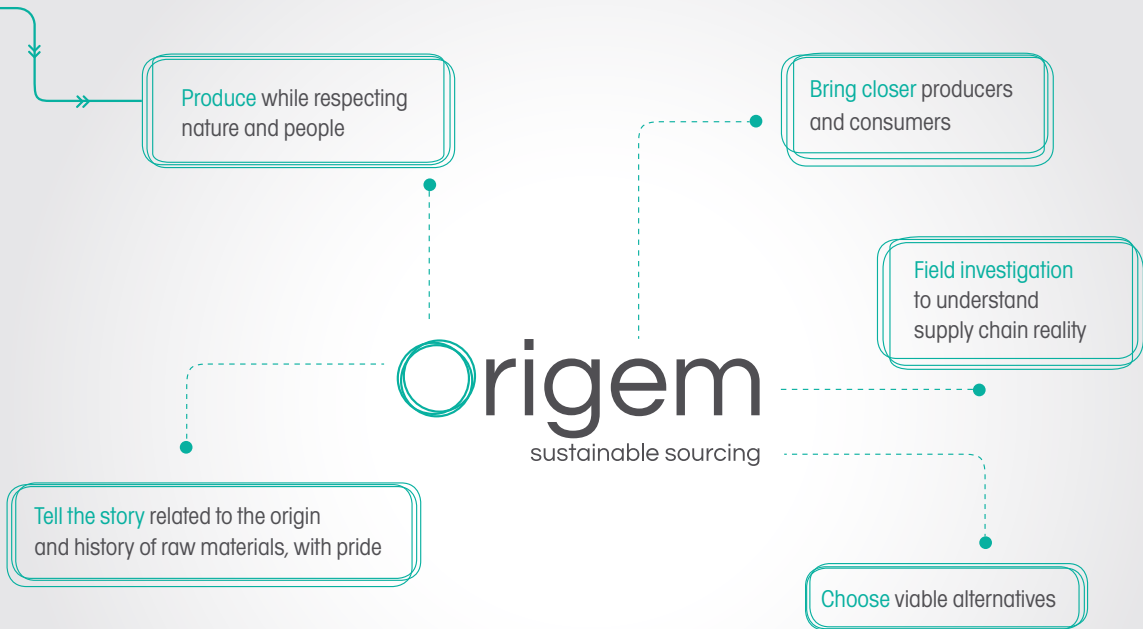 Produce while respecting
nature and people
Bring closer producers
and consumers
Field investigation
to understand
supply chain reality
Origem
sustainable sourcing
Tell the story related to the origin
and history of raw materials, with pride
Choose viable alternatives